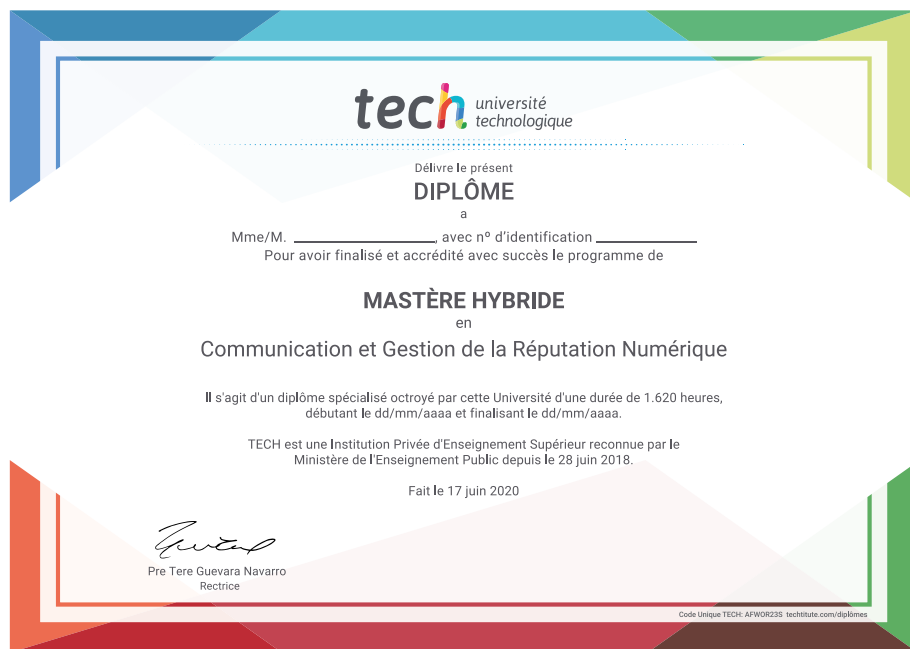 tech université
technologique
Délivre le présent
DIPLÔME
a
Mme/M. ________________, avec nº d'identification ____________
Pour avoir finalisé et accrédité avec succès le programme de
MASTÈRE HYBRIDE
en
Communication et Gestion de la Réputation Numérique
Il s'agit d'un diplôme spécialisé octroyé par cette Université d'une durée de 1.620 heures,
débutant le dd/mm/aaaa et finalisant le dd/mm/aaaa.
TECH est une Institution Privée d'Enseignement Supérieur reconnue par le
Ministère de l'Enseignement Public depuis le 28 juin 2018.
Fait le 17 juin 2020
Pre Tere Guevara Navarro
Rectrice
Code Unique TECH: AFWOR23S techtitute.com/diplômes